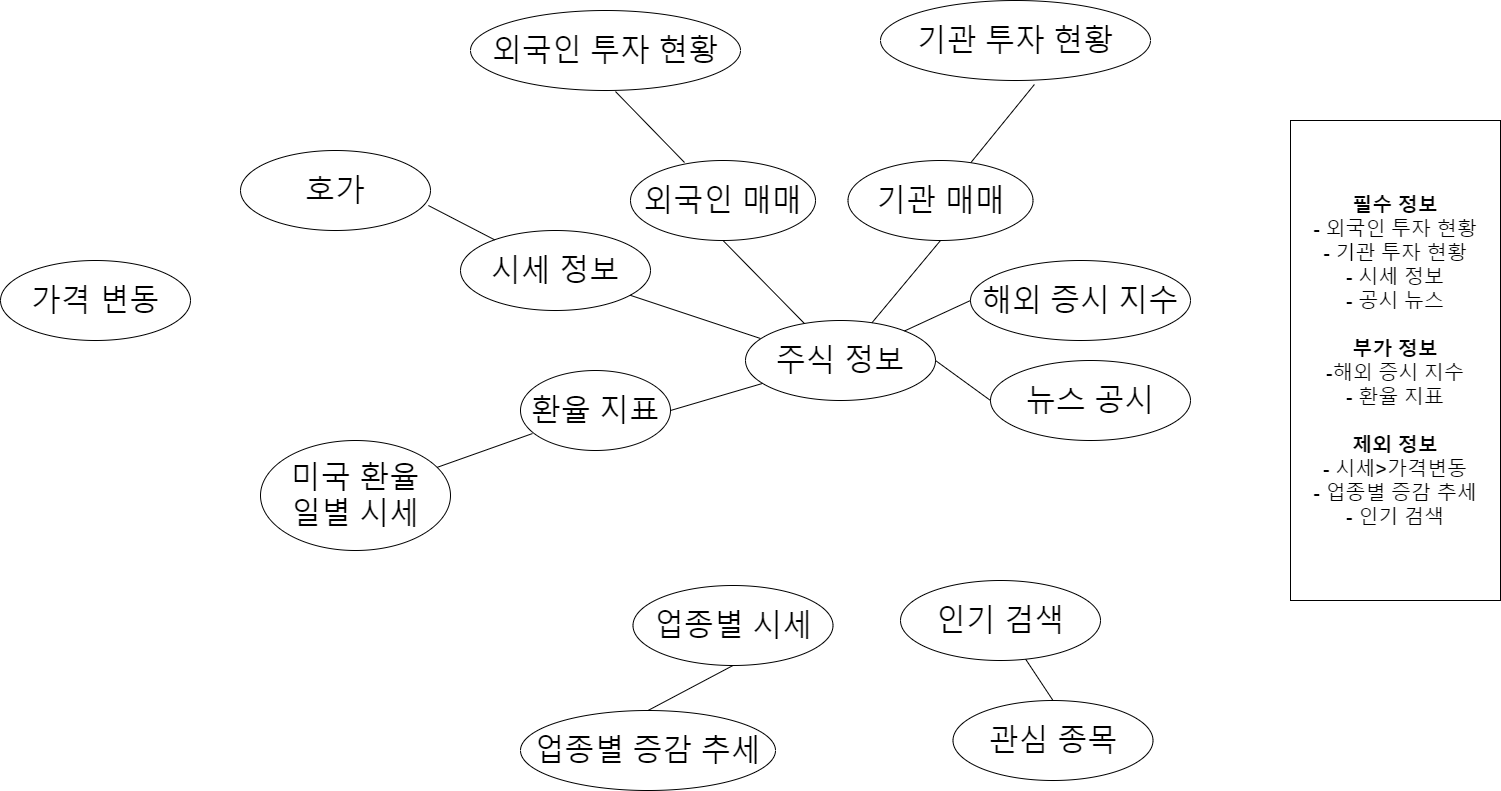 외국인 투자 현황
기관 투자 현황
호가
외국인 매매
기관 매매
시세 정보
가격 변동
해외 증시 지수
주식 정보
환율 지표
뉴스 공시
미국 환율
일별 시세
업종별 시세
인기 검색
업종별 증감 추세
관심 종목
필수 정보
- 외국인 투자 현황
- 기관 투자 현황
- 시세 정보
- 공시 뉴스
부가 정보
-해외 증시 지수
- 환율 지표
제외 정보
- 시세>가격변동
- 업종별 증감 추세
- 인기 검색